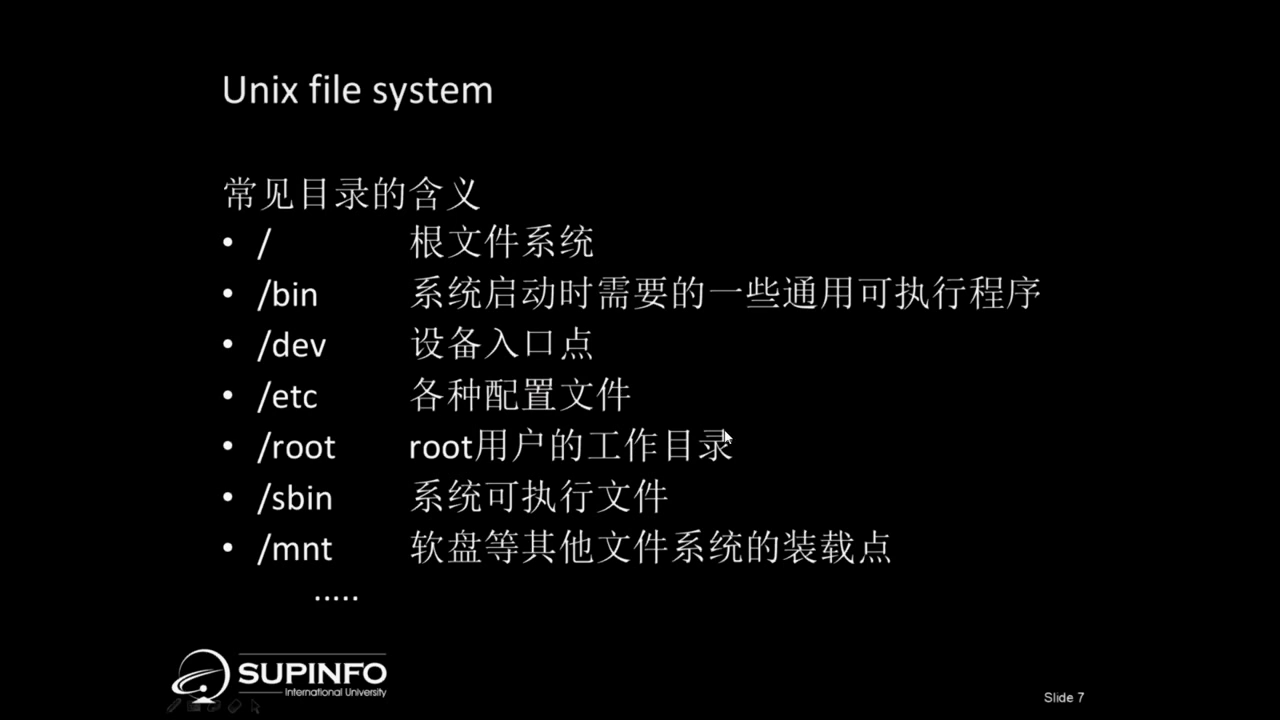 Unix file system
常见目录的含义
• / 根文件系统
• /bin 系统启动时需要的一些通用可执行程序
• /dev 设备入口点
• /etc 各种配置文件
• /root root用户的工作目录
• /sbin 系统可执行文件
• /mnt 软盘等其他文件系统的装载点
.....
SUPINFO
International University
Slide 7